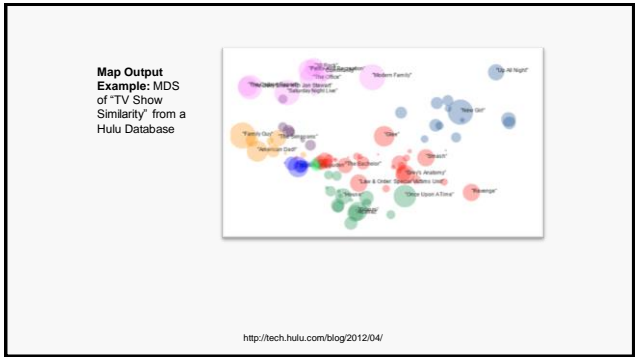 Map Output
Example: MDS
of "TV Show
Similarity" from a
Hulu Database
"The Office"
"Saturday Night Live"
"Modern Family"
"Up All Night"
"New Girl"
"Family Guy"
"The Simpsons"
"American Dad!"
"Glee"
"The Bachelor"
"Smash"
"Grey's Anatomy"
"Law & Order: Special Victims Unit"
"Once Upon A Time"
"Revenge"
http://tech.hulu.com/blog/2012/04/